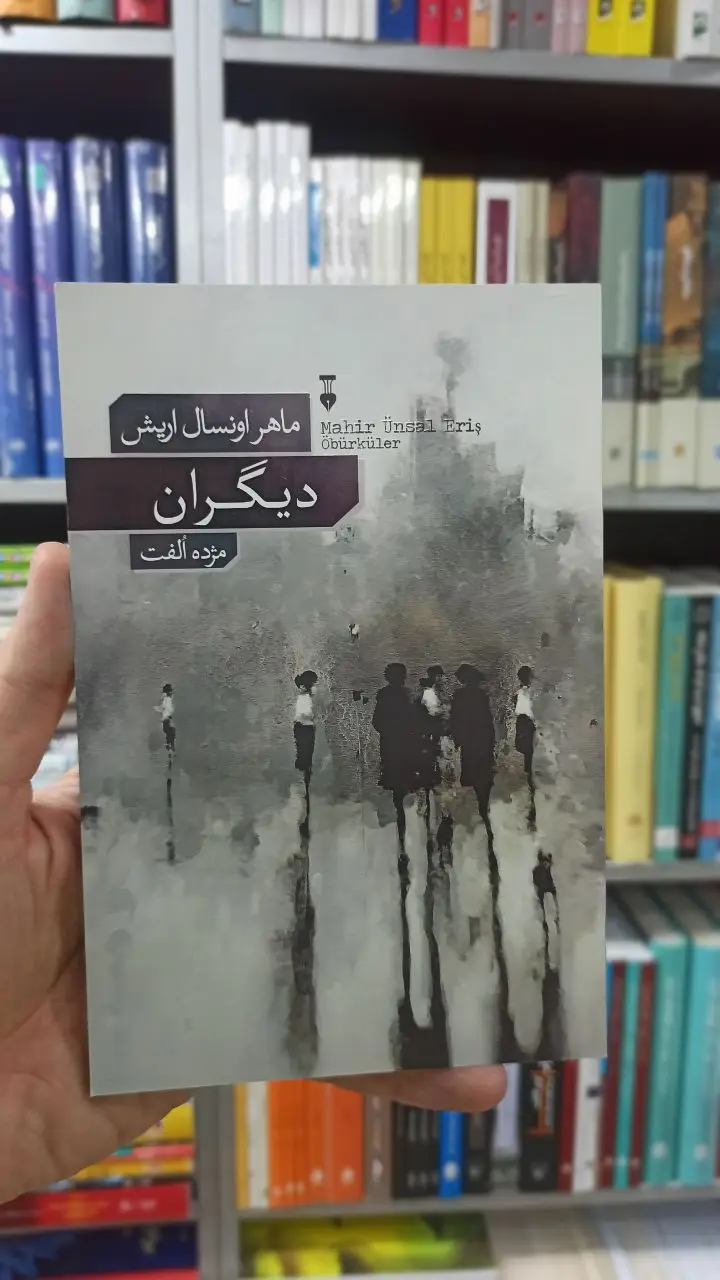 ماهر اونسال اریش
Mahir Ünsal Eriş
Öbürküler
دیگران
مژده اُلفت